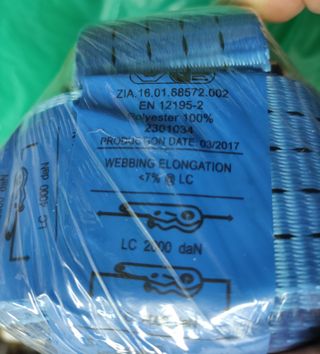 ZIA.16.01.68572.002
EN 12195-2
Polyester 100%
2301034
PRODUCTION DATE: 03/2017
WEBBING ELONGATION
<7% @ LC
LC 2000 daN